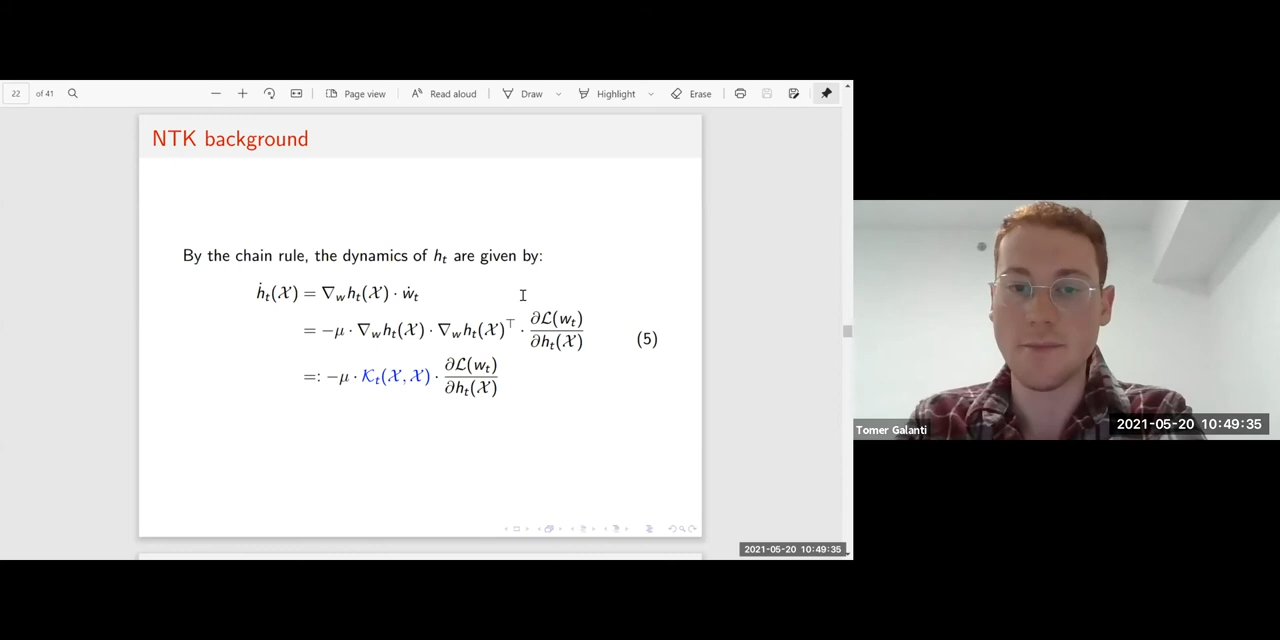 22 of 41 Page view Read aloud Draw Highlight Erase
NTK background
By the chain rule, the dynamics of hₜ are given by:
ḣₜ(𝒳) = ∇_w hₜ(𝒳) · ẇₜ
= −μ · ∇_w hₜ(𝒳) · ∇_w hₜ(𝒳)^⊤ · ∂ℒ(wₜ)/∂hₜ(𝒳) (5)
=: −μ · 𝒦ₜ(𝒳, 𝒳) · ∂ℒ(wₜ)/∂hₜ(𝒳)
Tomer Galanti
2021-05-20 10:49:35
2021-05-20 10:49:35